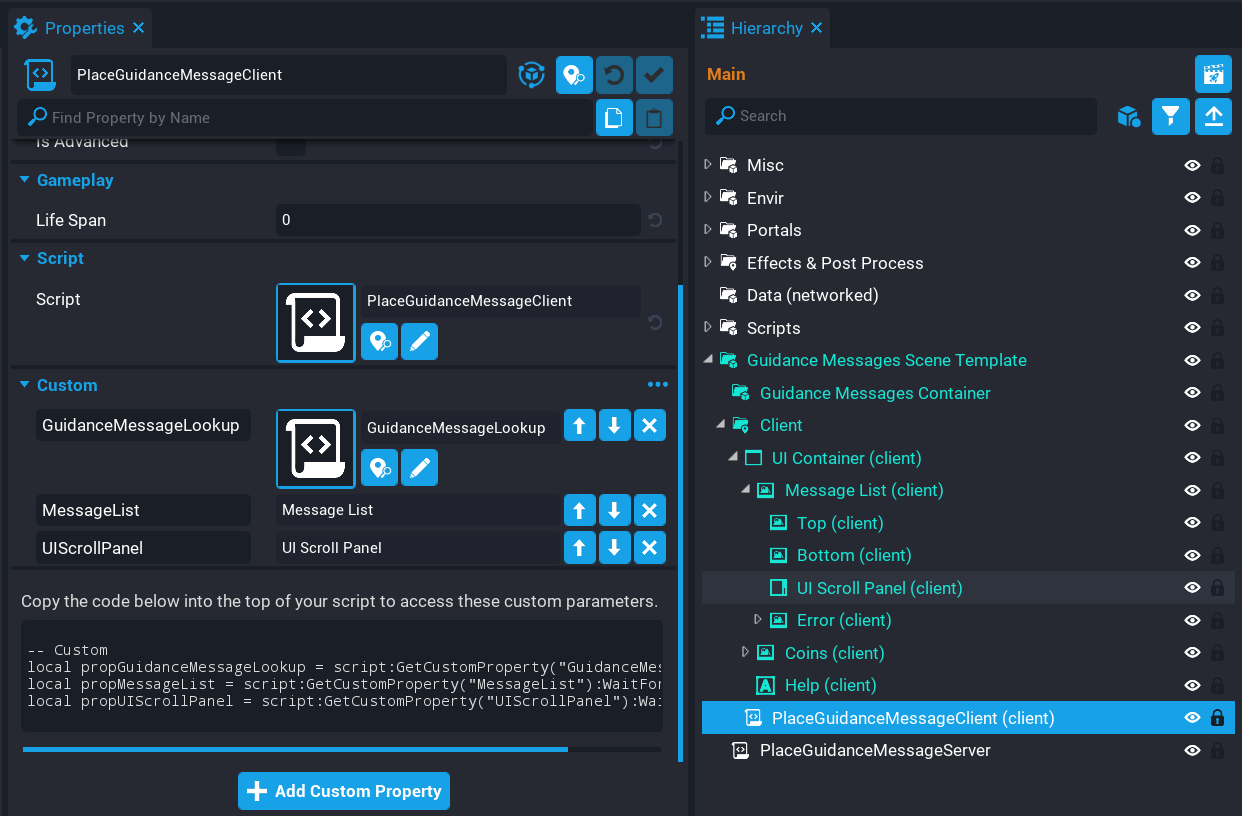 Properties
PlaceGuidanceMessageClient
Find Property by Name
Is Advanced
Gameplay
Life Span
0
Script
Script
PlaceGuidanceMessageClient
Custom
GuidanceMessageLookup
GuidanceMessageLookup
MessageList
Message List
UIScrollPanel
UI Scroll Panel
Copy the code below into the top of your script to access these custom parameters.
-- Custom
local propGuidanceMessageLookup = script:GetCustomProperty("GuidanceMes
local propMessageList = script:GetCustomProperty("MessageList"):WaitFor
local propUIScrollPanel = script:GetCustomProperty("UIScrollPanel"):Wai
Add Custom Property
Hierarchy
Main
Search
Misc
Envir
Portals
Effects & Post Process
Data (networked)
Scripts
Guidance Messages Scene Template
Guidance Messages Container
Client
UI Container (client)
Message List (client)
Top (client)
Bottom (client)
UI Scroll Panel (client)
Error (client)
Coins (client)
Help (client)
PlaceGuidanceMessageClient (client)
PlaceGuidanceMessageServer